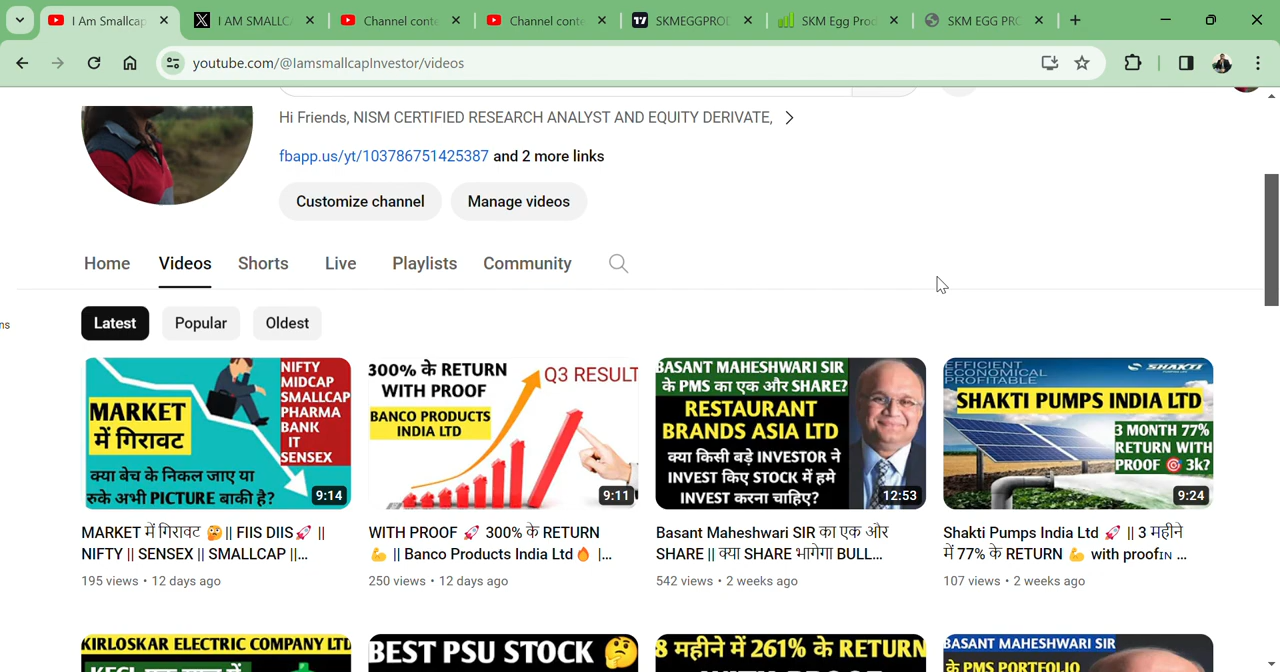 I Am Smallcap
I AM SMALLC
Channel conte
Channel conte
SKMEGGPROD
SKM Egg Prod
SKM EGG PRO
youtube.com/@IamsmallcapInvestor/videos
Hi Friends, NISM CERTIFIED RESEARCH ANALYST AND EQUITY DERIVATE,
fbapp.us/yt/103786751425387 and 2 more links
Customize channel
Manage videos
Home
Videos
Shorts
Live
Playlists
Community
ns
Latest
Popular
Oldest
MARKET
में गिरावट
NIFTY
MIDCAP
SMALLCAP
PHARMA
BANK
IT
SENSEX
क्या बेच के निकल जाए या
रुके अभी PICTURE बाकी है?
9:14
300% के RETURN
WITH PROOF
Q3 RESULT
BANCO PRODUCTS
INDIA LTD
9:11
BASANT MAHESHWARI SIR
के PMS का एक और SHARE?
RESTAURANT
BRANDS ASIA LTD
क्या किसी बड़े INVESTOR ने
INVEST किए STOCK में हमे
INVEST करना चाहिए?
12:53
EFFICIENT
ECONOMICAL
PROFITABLE
SHAKTI
SHAKTI PUMPS INDIA LTD
3 MONTH 77%
RETURN WITH
PROOF 🎯 3k?
9:24
MARKET में गिरावट 🤔 || FIIS DIIS🚀 ||
NIFTY || SENSEX || SMALLCAP ||...
195 views • 12 days ago
WITH PROOF 🚀 300% के RETURN
💪 || Banco Products India Ltd🔥 |...
250 views • 12 days ago
Basant Maheshwari SIR का एक और
SHARE || क्या SHARE भागेगा BULL...
542 views • 2 weeks ago
Shakti Pumps India Ltd 🚀 || 3 महीने
में 77% के RETURN 💪 with proofɪɴ ...
107 views • 2 weeks ago
KIRLOSKAR ELECTRIC COMPANY LTD
BEST PSU STOCK 🤔
8 महीने में 261% के RETURN
BASANT MAHESHWARI SIR
के PMS PORTFOLIO